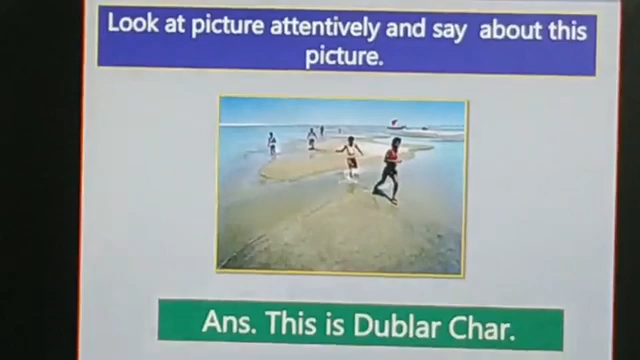 Look at picture attentively and say about this
picture.
Ans. This is Dublar Char.